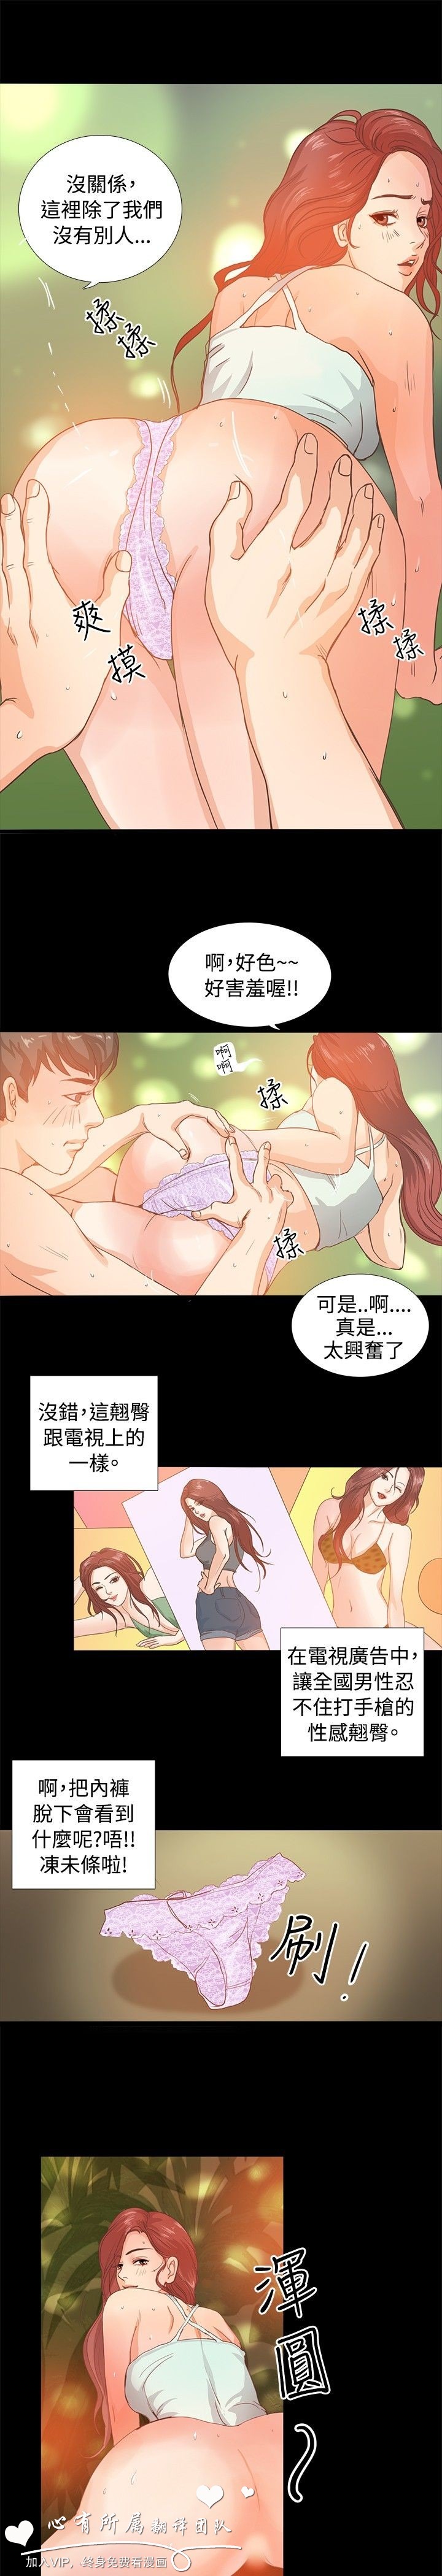 沒關係,
這裡除了我們
沒有別人...
揉
揉
爽
摸
揉
揉
啊,好色~~
好害羞喔!!
啊
啊
揉
揉
可是..啊....
真是...
太興奮了
沒錯,這翹臀
跟電視上的
一樣。
在電視廣告中,
讓全國男性忍
不住打手槍的
性感翹臀。
啊,把內褲
脫下會看到
什麼呢?唔!!
凍未條啦!
刷!
渾
圓~
心有所属翻译团队
加入VIP，终身免费看漫画